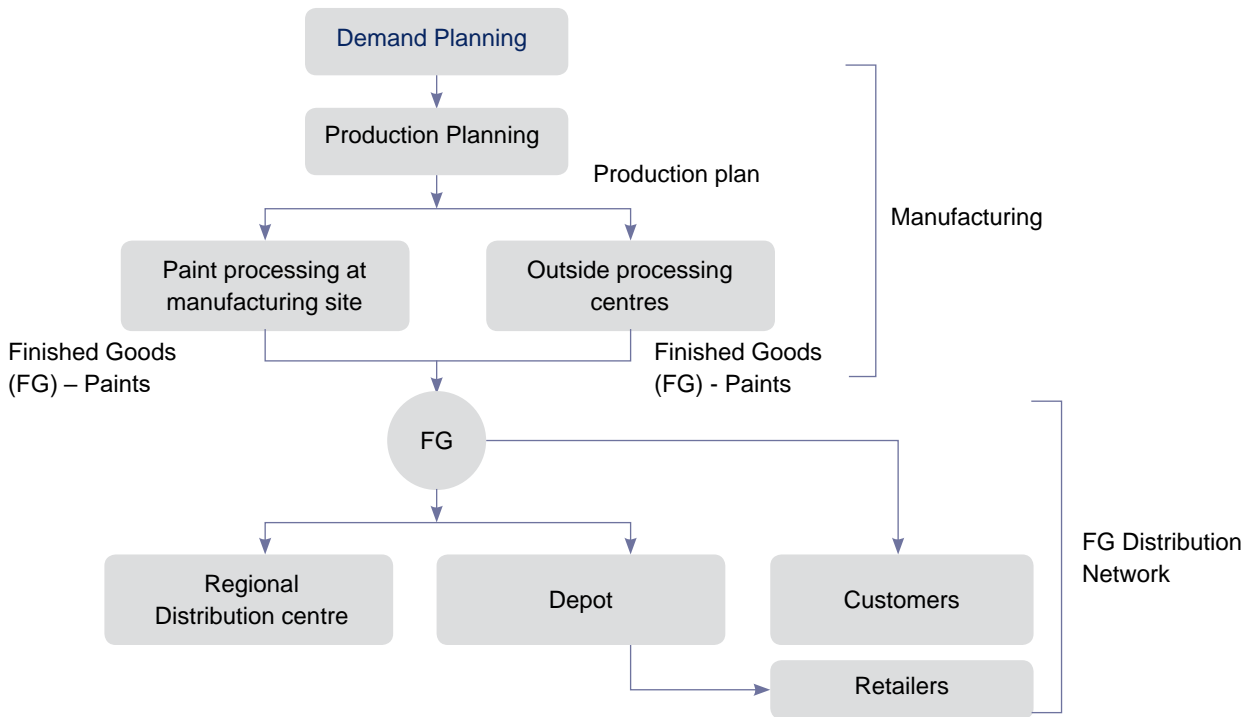 Demand Planning
Production Planning
Production plan
Manufacturing
Paint processing at
manufacturing site
Outside processing
centres
Finished Goods
(FG) – Paints
Finished Goods
(FG) - Paints
FG
FG Distribution
Network
Regional
Distribution centre
Depot
Customers
Retailers